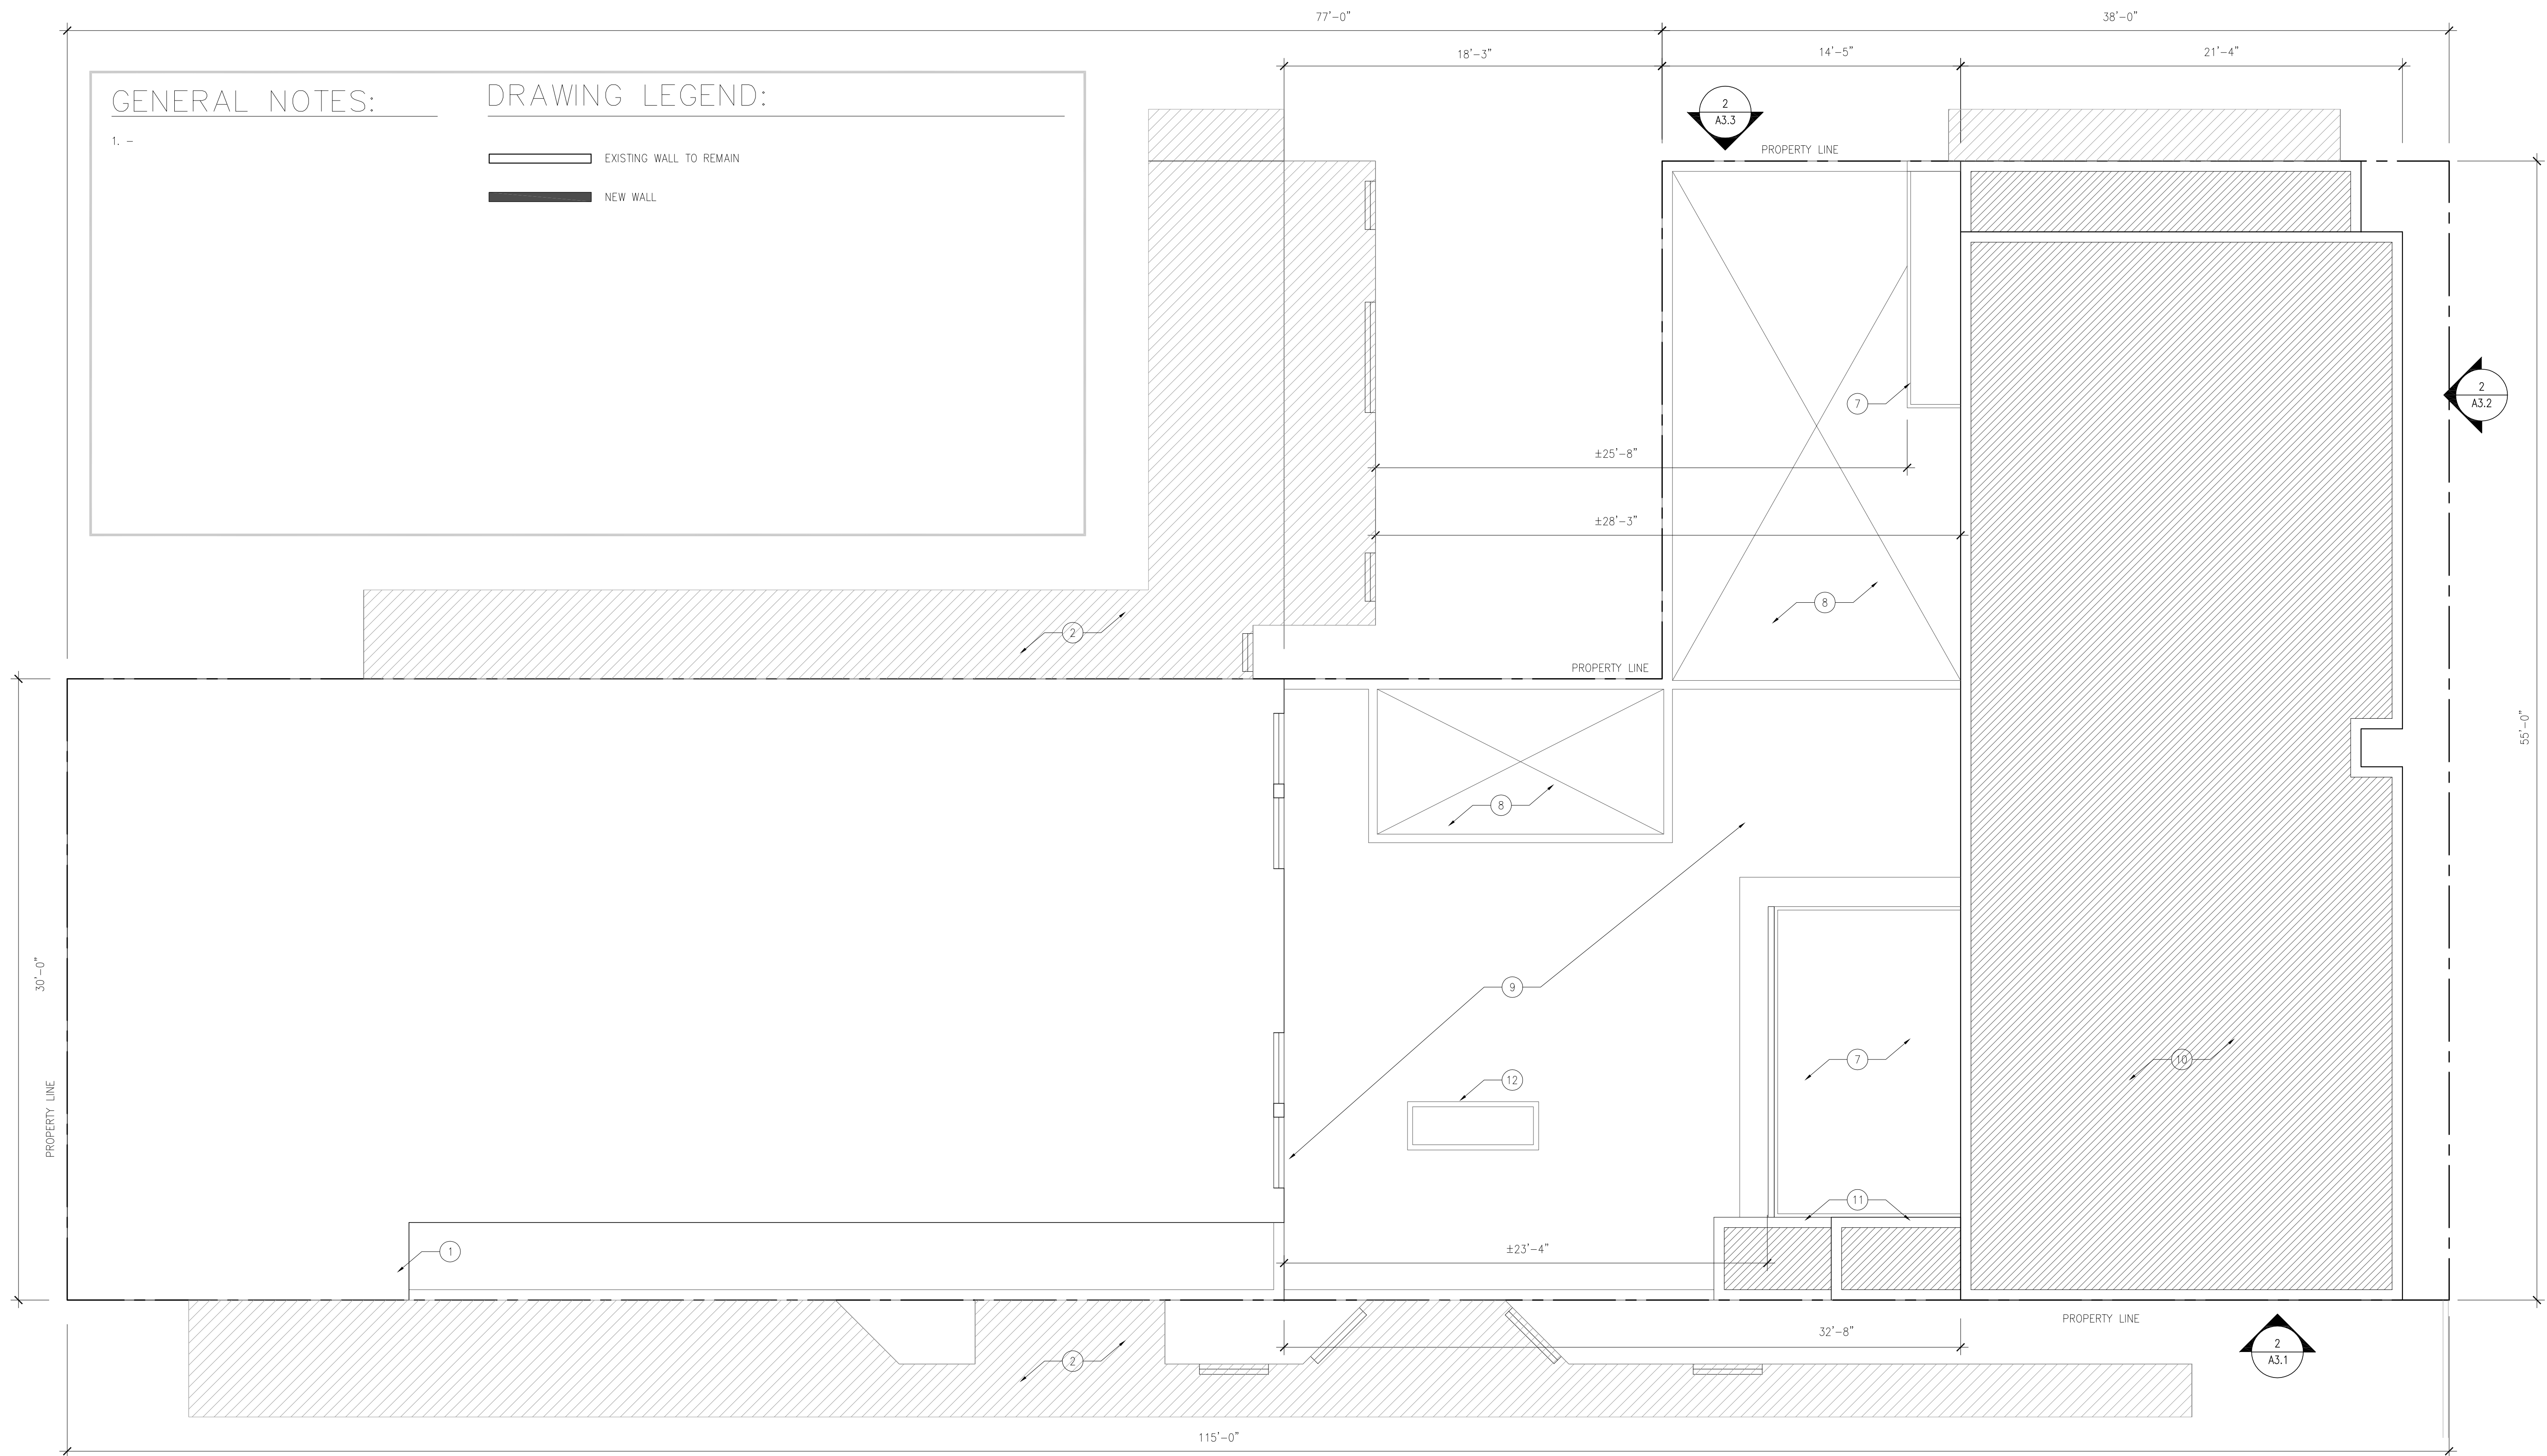 77'-0"
38'-0"
18'-3"
14'-5"
21'-4"
GENERAL NOTES:
DRAWING LEGEND:
1. -
EXISTING WALL TO REMAIN
NEW WALL
2
A3.3
PROPERTY LINE
2
A3.2
7
±25'-8"
±28'-3"
8
2
PROPERTY LINE
55'-0"
8
30'-0"
9
7
10
12
PROPERTY LINE
11
1
±23'-4"
PROPERTY LINE
32'-8"
2
A3.1
2
115'-0"